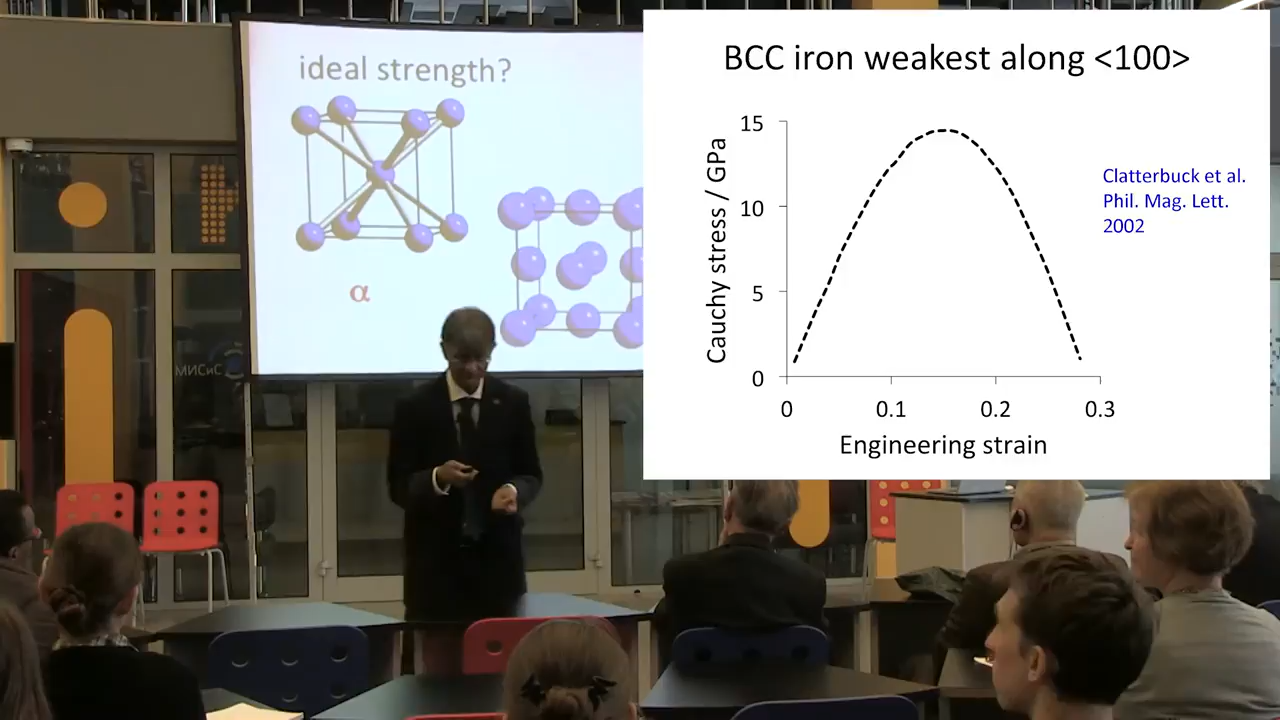 ideal strength?
α
МИСиС
BCC iron weakest along <100>
Cauchy stress / GPa
15
10
5
0
0
0.1
0.2
0.3
Engineering strain
Clatterbuck et al.
Phil. Mag. Lett.
2002